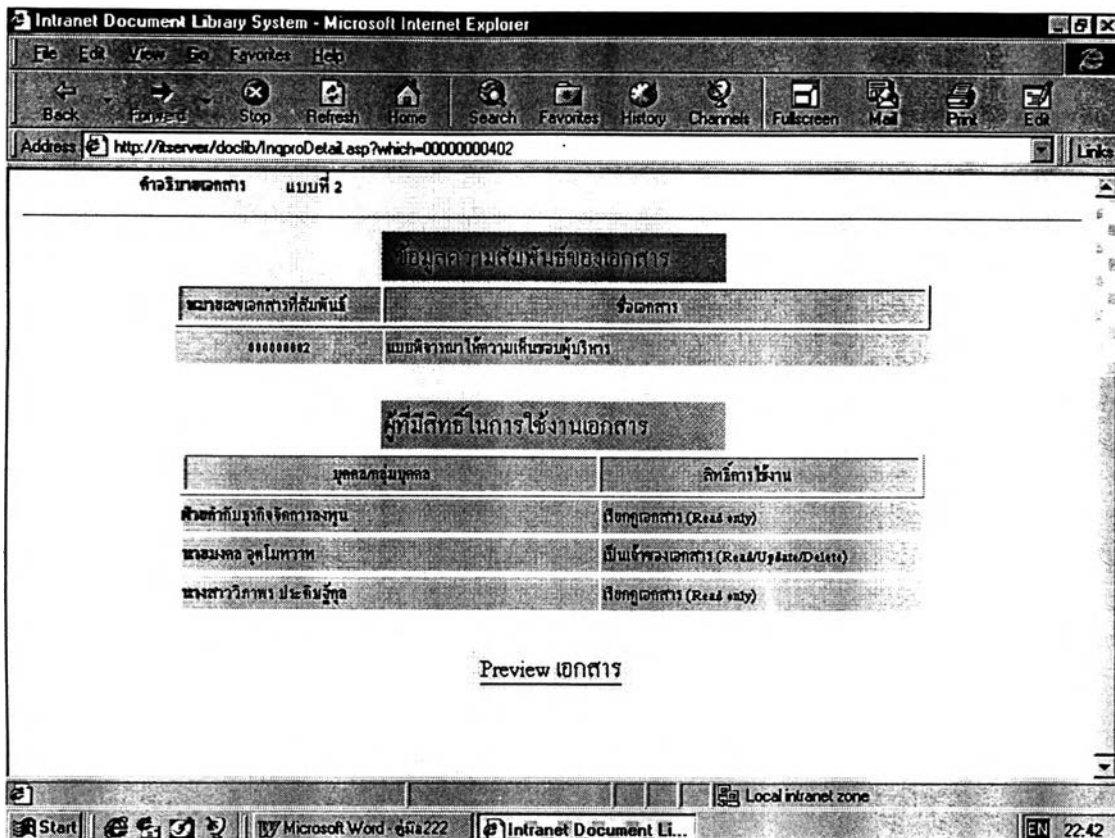 Intranet Document Library System - Microsoft Internet Explorer
File Edit View Go Favorites Help
Back Forward Stop Refresh Home Search Favorites History Channels Fullscreen Mail Print Edit
Address http://itserver/doclib/InqproDetail.asp?which=00000000402 Links
คำอธิบายเอกสาร แบบที่ 2
ข้อมูลความสัมพันธ์ของเอกสาร
หมายเลขเอกสารที่สัมพันธ์ ชื่อเอกสาร
000000002 แบบพิจารณาให้ความเห็นชอบผู้บริหาร
ผู้ที่มีสิทธิ์ในการใช้งานเอกสาร
บุคคล/กลุ่มบุคคล สิทธิ์การใช้งาน
ฝ่ายกำกับธุรกิจจัดการลงทุน เรียกดูเอกสาร (Read only)
นายมงคล เป็นเจ้าของเอกสาร (Read/Update/Delete)
นางสาววิภาพร ประดิษฐ์กุล เรียกดูเอกสาร (Read only)
Preview เอกสาร
Local intranet zone
Start Microsoft Word - คู่มือ222 Intranet Document Li... EN 22:42